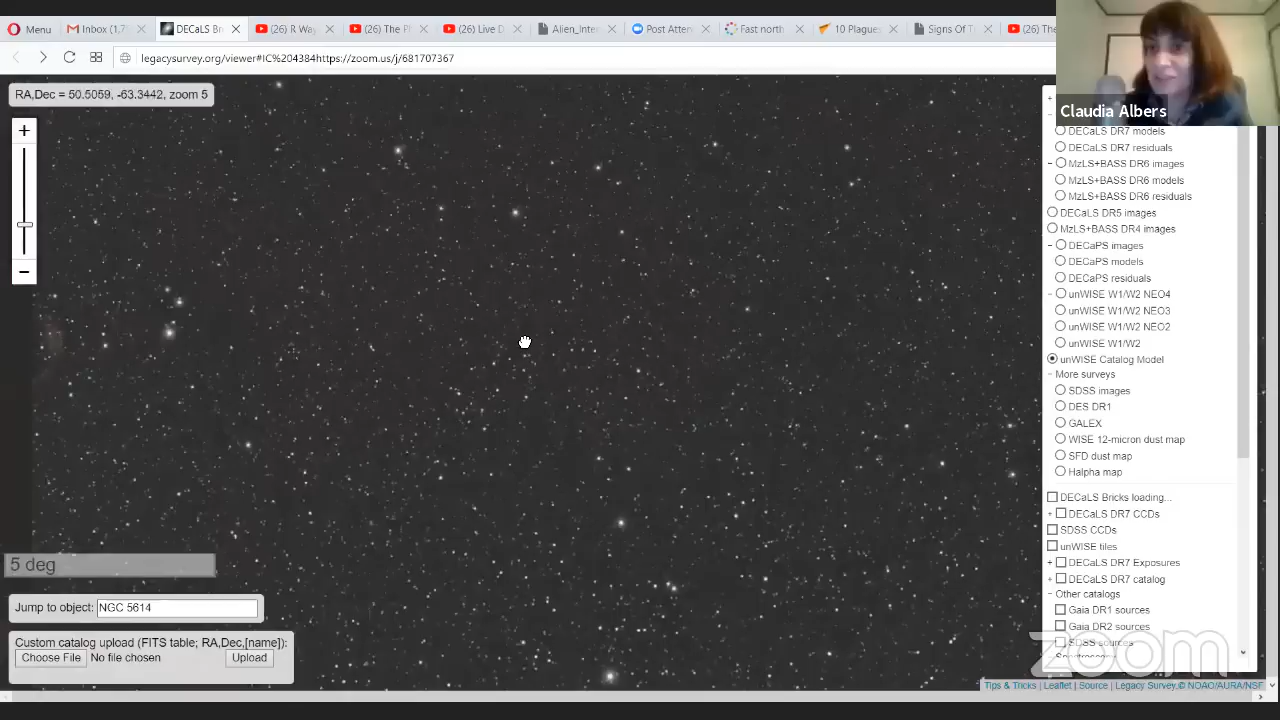 Menu
Inbox (1,7
DECaLS Br
(26) R Wa
(26) The Pl
(26) Live D
Alien_Inter
Post Atten
Fast north
10 Plagues
Signs Of T
(26) The
legacysurvey.org/viewer#IC%204384https://zoom.us/j/681707367
Claudia Albers
RA,Dec = 50.5059, -63.3442, zoom 5
+
−
DECaLS DR7 models
DECaLS DR7 residuals
MzLS+BASS DR6 images
MzLS+BASS DR6 models
MzLS+BASS DR6 residuals
DECaLS DR5 images
MzLS+BASS DR4 images
DECaPS images
DECaPS models
DECaPS residuals
unWISE W1/W2 NEO4
unWISE W1/W2 NEO3
unWISE W1/W2 NEO2
unWISE W1/W2
unWISE Catalog Model
More surveys
SDSS images
DES DR1
GALEX
WISE 12-micron dust map
SFD dust map
Halpha map
DECaLS Bricks loading...
DECaLS DR7 CCDs
SDSS CCDs
unWISE tiles
DECaLS DR7 Exposures
DECaLS DR7 catalog
Other catalogs
Gaia DR1 sources
Gaia DR2 sources
SDSS sources
5 deg
Jump to object: NGC 5614
Custom catalog upload (FITS table; RA,Dec,[name]):
Choose File No file chosen Upload
zoom
Tips & Tricks | Leaflet | Source | Legacy Survey © NOAO/AURA/NSF